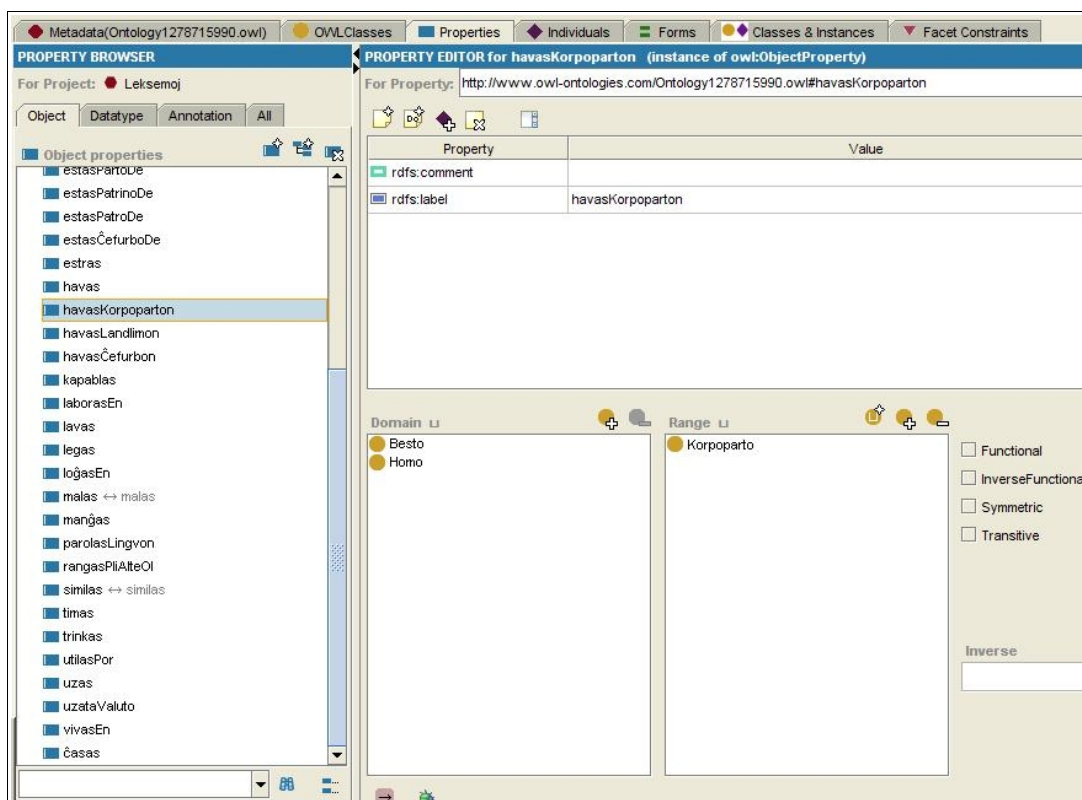 Metadata(Ontology1278715990.owl) OWLClasses Properties Individuals Forms Classes & Instances Facet Constraints
PROPERTY BROWSER
For Project: Leksemoj
Object Datatype Annotation All
Object properties
estasPartoDe
estasPatrinoDe
estasPatroDe
estasĈefurboDe
estras
havas
havasKorpoparton
havasLandlimon
havasĈefurbon
kapablas
laborasEn
lavas
legas
loĝasEn
malas ↔ malas
manĝas
parolasLingvon
rangasPliAlteOl
similas ↔ similas
timas
trinkas
utilasPor
uzas
uzataValuto
vivasEn
ĉasas
PROPERTY EDITOR for havasKorpoparton (instance of owl:ObjectProperty)
For Property: http://www.owl-ontologies.com/Ontology1278715990.owl#havasKorpoparton
Property Value
rdfs:comment
rdfs:label havasKorpoparton
Domain ⊔
Besto
Homo
Range ⊔
Korpoparto
Functional
InverseFunctiona
Symmetric
Transitive
Inverse